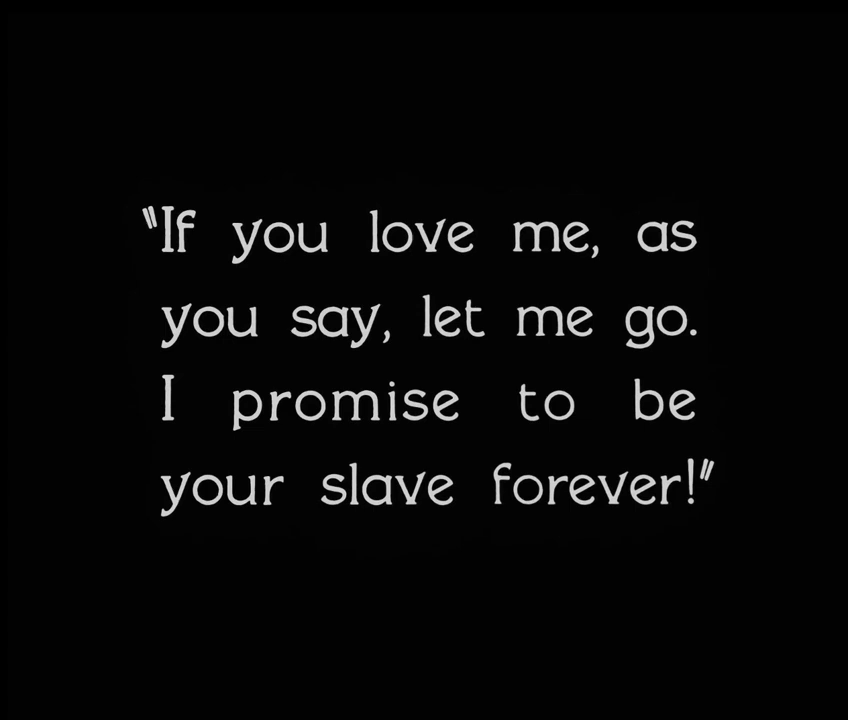 "If you love me, as
you say, let me go.
I promise to be
your slave forever!"